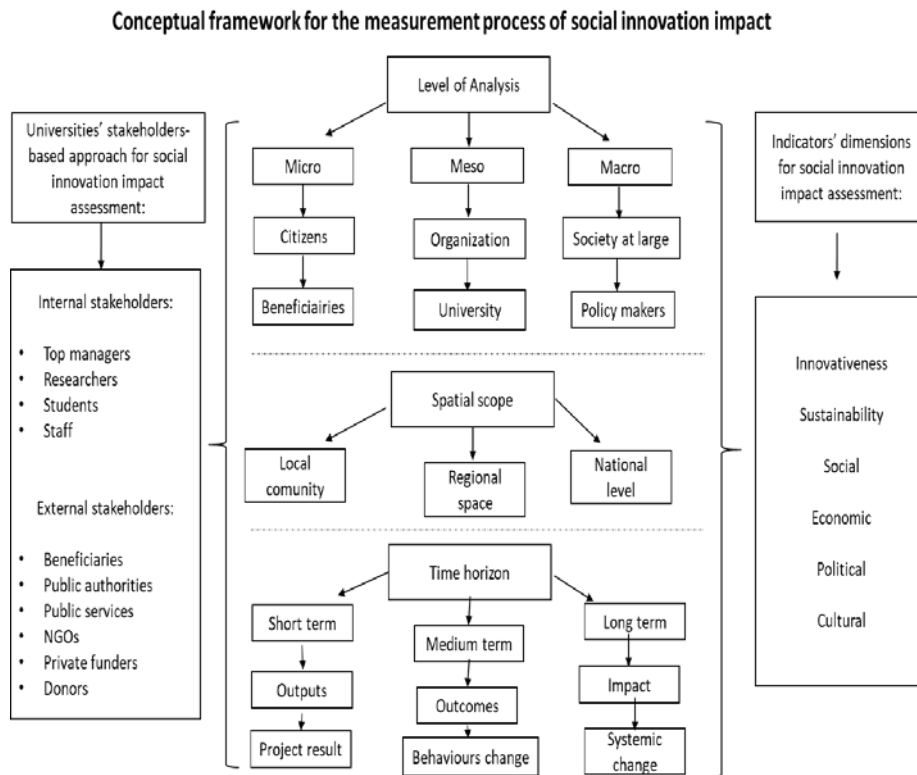 Conceptual framework for the measurement process of social innovation impact
Universities' stakeholders-
based approach for social
innovation impact
assessment:
Internal stakeholders:
• Top managers
• Researchers
• Students
• Staff
External stakeholders:
• Beneficiaries
• Public authorities
• Public services
• NGOs
• Private funders
• Donors
Level of Analysis
Micro
Meso
Macro
Citizens
Organization
Society at large
Beneficiairies
University
Policy makers
Spatial scope
Local
comunity
Regional
space
National
level
Time horizon
Short term
Medium term
Long term
Outputs
Outcomes
Impact
Project result
Behaviours change
Systemic
change
Indicators' dimensions
for social innovation
impact assessment:
Innovativeness
Sustainability
Social
Economic
Political
Cultural